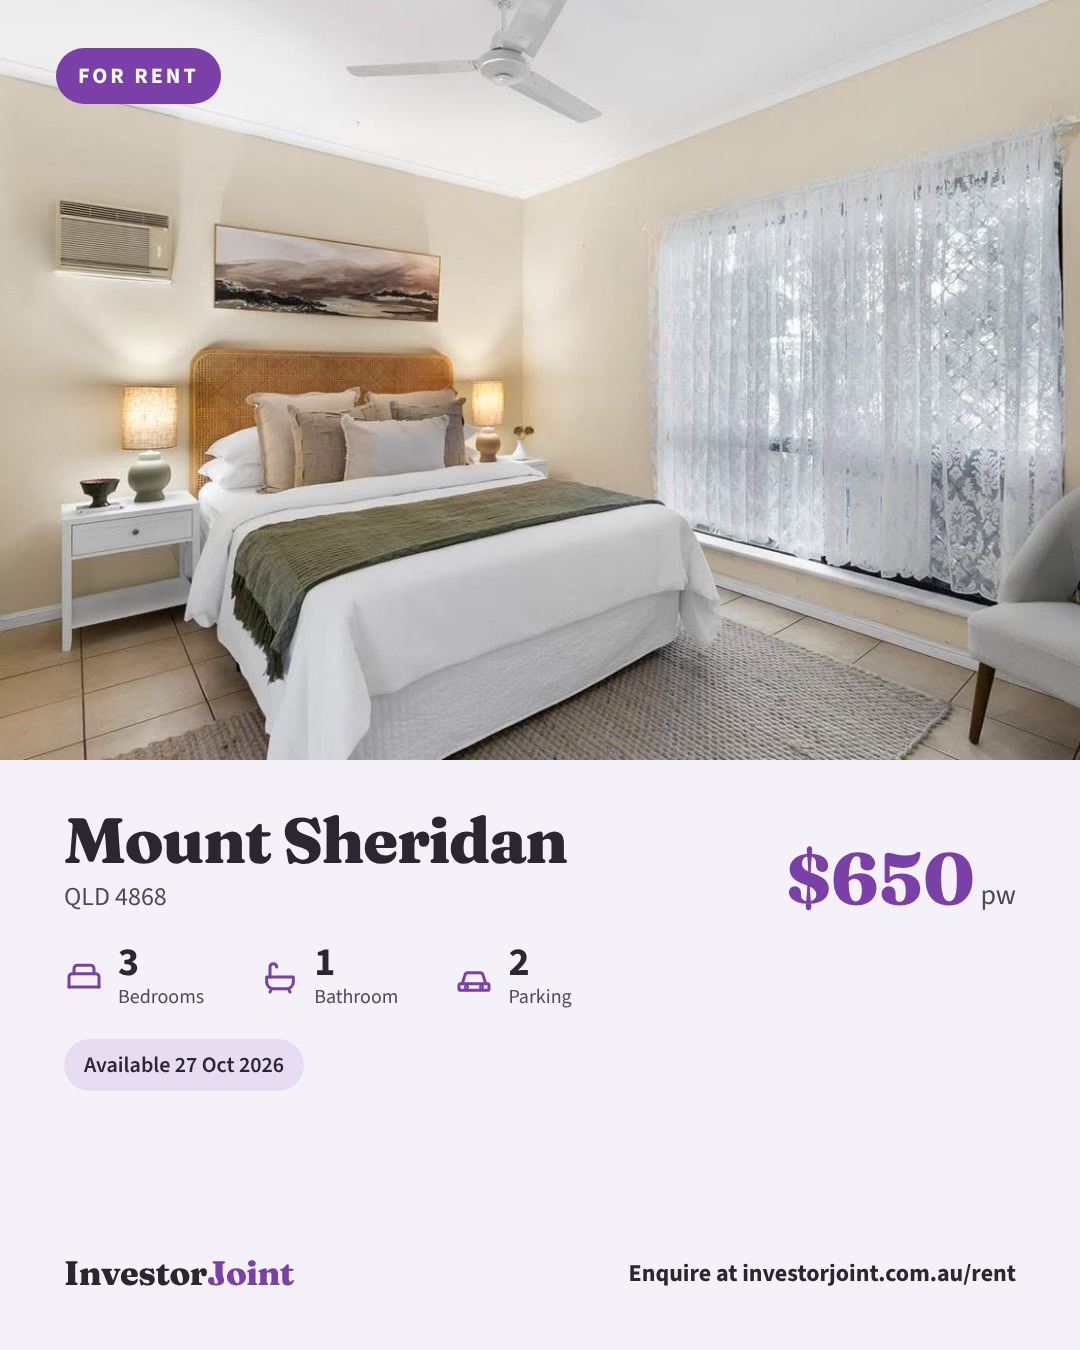 FOR RENT
Mount Sheridan
QLD 4868
$650 pw
3
Bedrooms
1
Bathroom
2
Parking
Available 27 Oct 2026
InvestorJoint
Enquire at investorjoint.com.au/rent